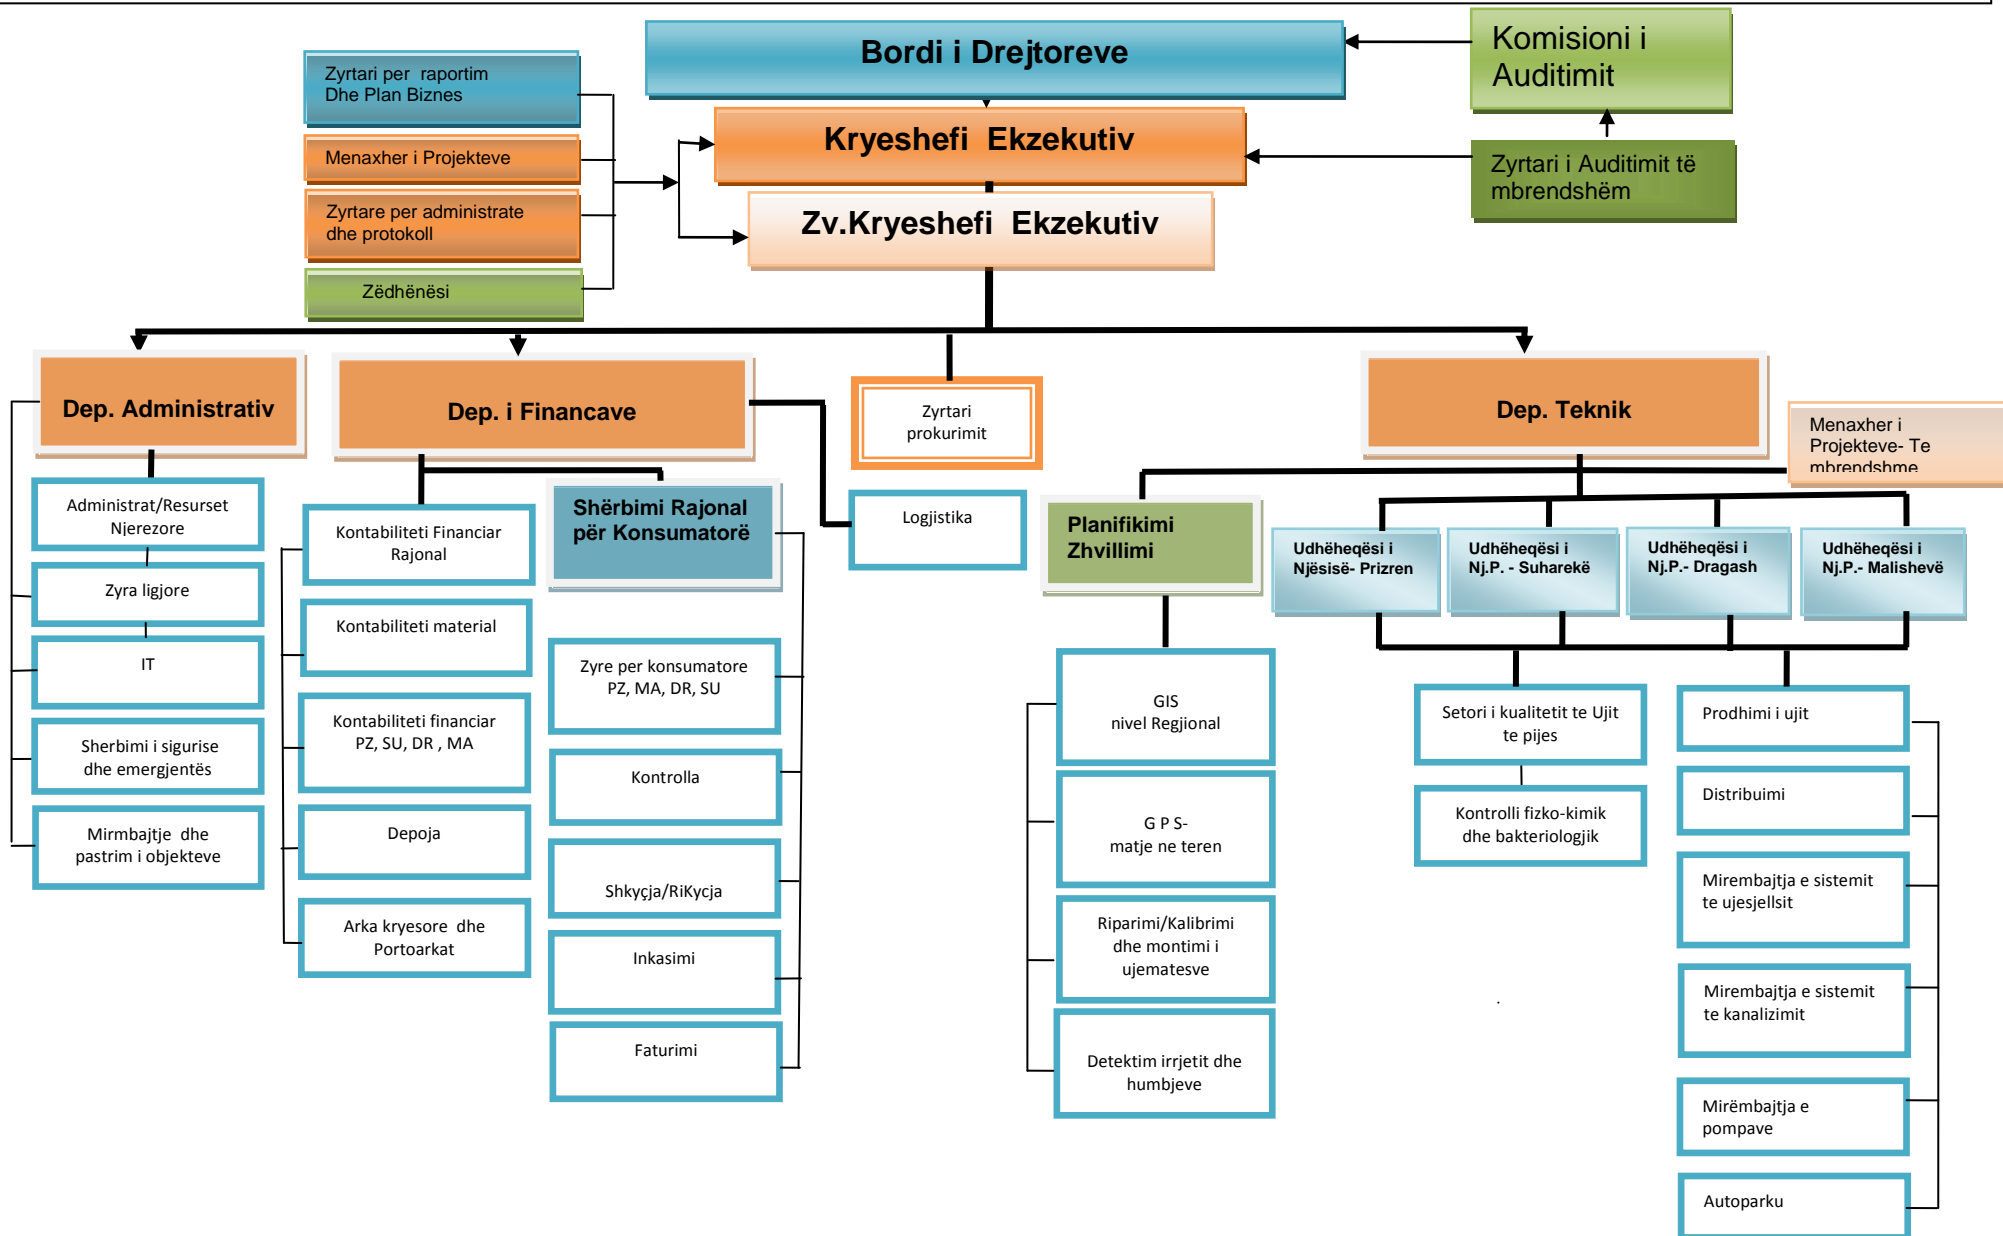 Bordi i Drejtoreve
Komisioni i
Auditimit
Zyrtari per raportim
Dhe Plan Biznes
Kryeshefi Ekzekutiv
Menaxher i Projekteve
Zyrtari i Auditimit të
mbrendshëm
Zyrtare per administrate
dhe protokoll
Zv.Kryeshefi Ekzekutiv
Zëdhënësi
Dep. Administrativ
Dep. i Financave
Zyrtari
prokurimit
Dep. Teknik
Menaxher i
Projekteve- Te
mbrendshme
Administrat/Resurset
Njerezore
Zyra ligjore
IT
Sherbimi i sigurise
dhe emergjentës
Mirmbajtje dhe
pastrim i objekteve
Kontabiliteti Financiar
Rajonal
Kontabiliteti material
Kontabiliteti financiar
PZ, SU, DR , MA
Depoja
Arka kryesore dhe
Portoarkat
Shërbimi Rajonal
për Konsumatorë
Zyre per konsumatore
PZ, MA, DR, SU
Kontrolla
Shkyçja/RiKycja
Inkasimi
Faturimi
Logjistika
Planifikimi
Zhvillimi
GIS
nivel Regjional
G P S-
matje ne teren
Riparimi/Kalibrimi
dhe montimi i
ujematesve
Detektim irrjetit dhe
humbjeve
Udhëheqësi i
Njësisë- Prizren
Udhëheqësi i
Nj.P. - Suharekë
Udhëheqësi i
Nj.P.- Dragash
Udhëheqësi i
Nj.P.- Malishevë
Setori i kualitetit te Ujit
te pijes
Kontrolli fizko-kimik
dhe bakteriologjik
Prodhimi i ujit
Distribuimi
Mirembajtja e sistemit
te ujesjellsit
Mirembajtja e sistemit
te kanalizimit
Mirëmbajtja e
pompave
Autoparku